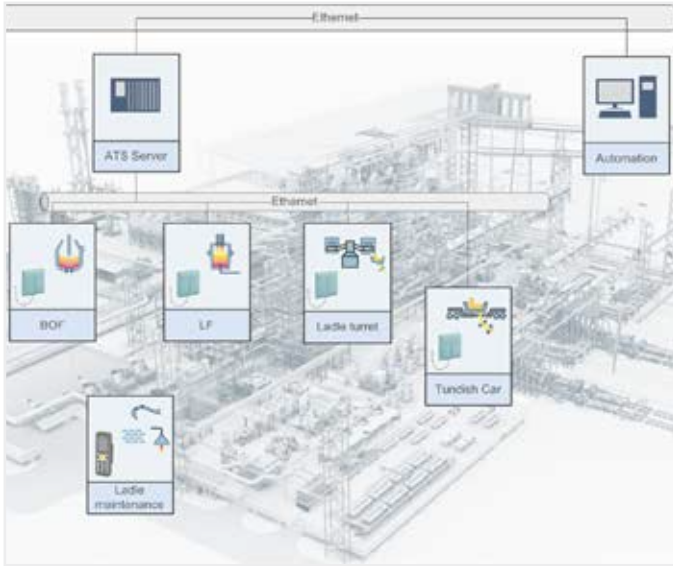 Ethernet
ATS Server
Automation
Ethernet
BOF
LF
Ladle turret
Tundish Car
Ladle
maintenance